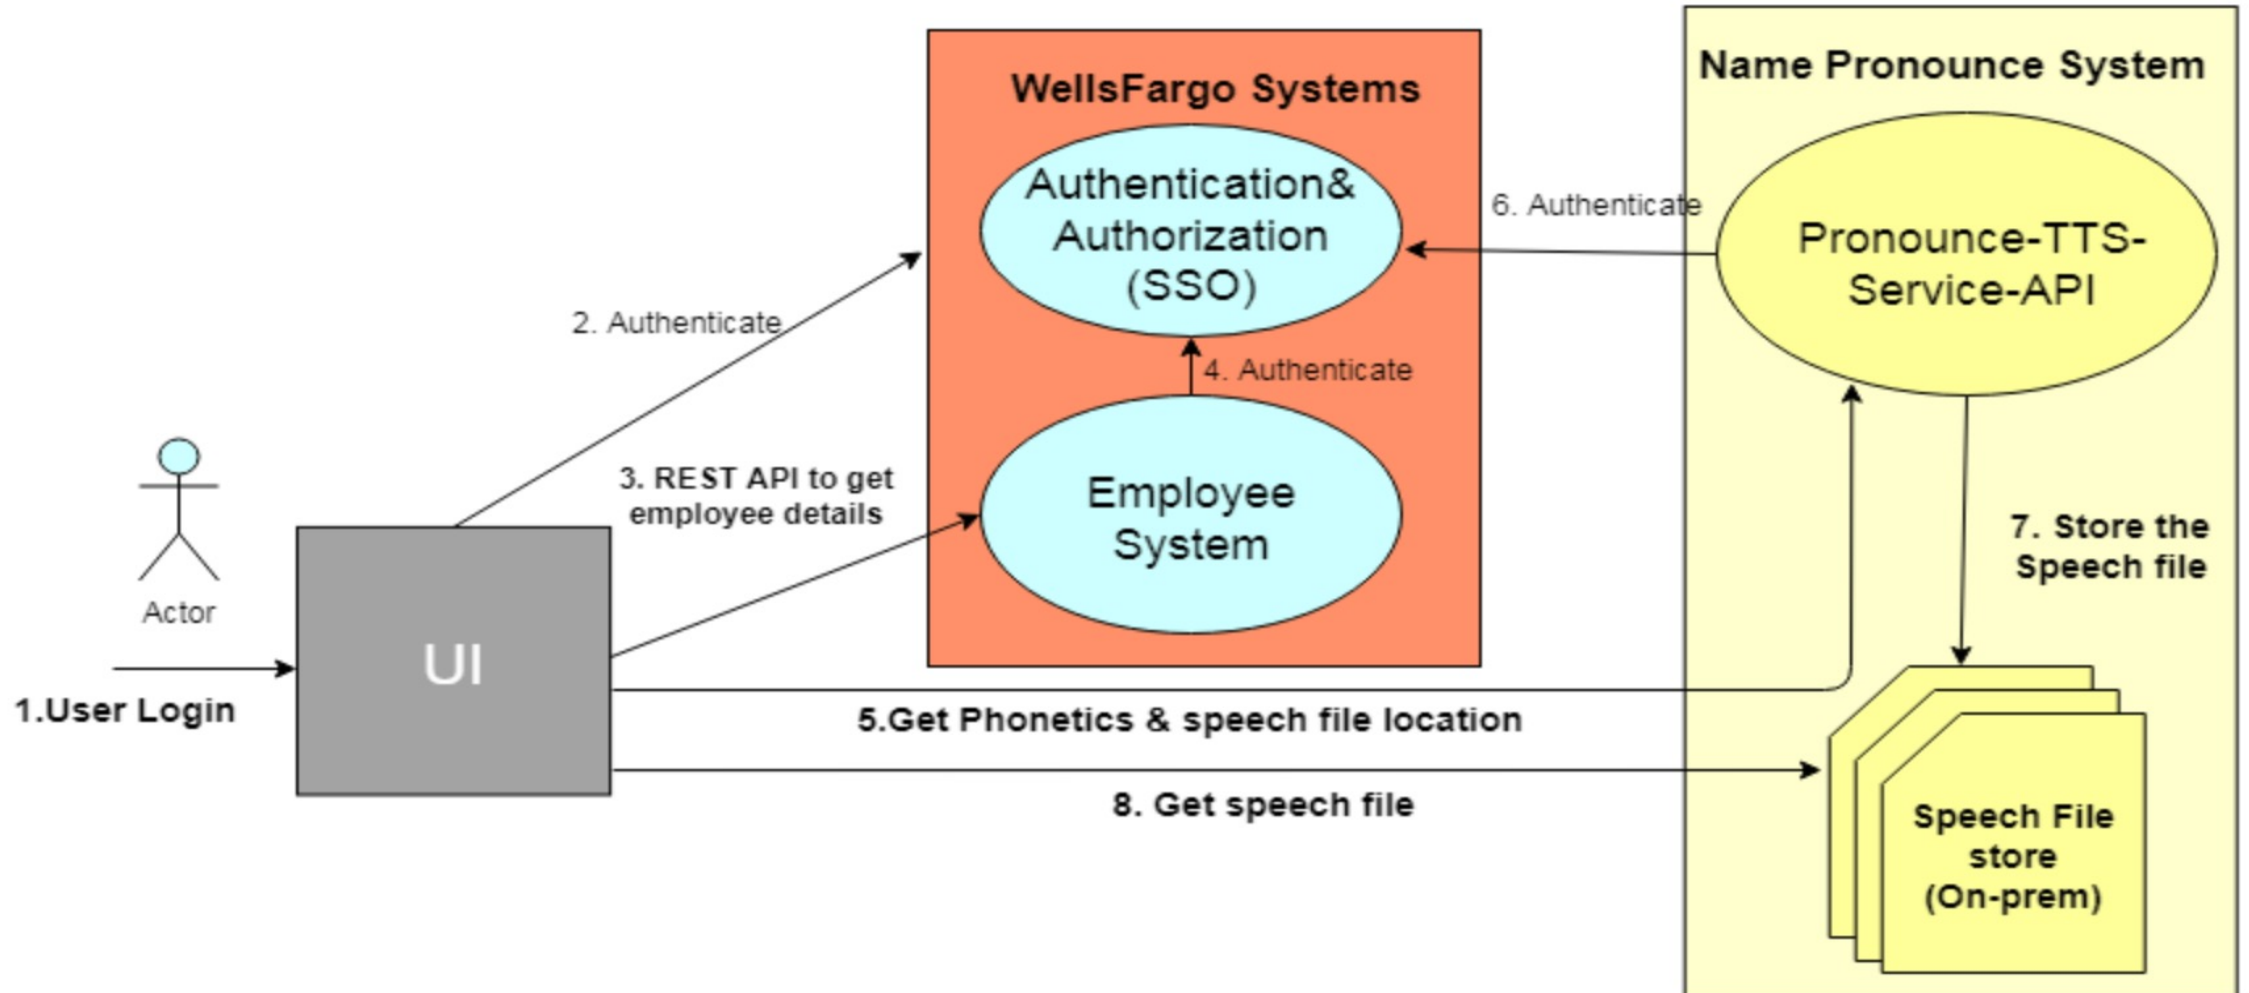 WellsFargo Systems
Name Pronounce System
Authentication&
Authorization
(SSO)
6. Authenticate
Pronounce-TTS-
Service-API
2. Authenticate
4. Authenticate
3. REST API to get
employee details
Employee
System
7. Store the
Speech file
Actor
UI
1.User Login
5.Get Phonetics & speech file location
8. Get speech file
Speech File
store
(On-prem)